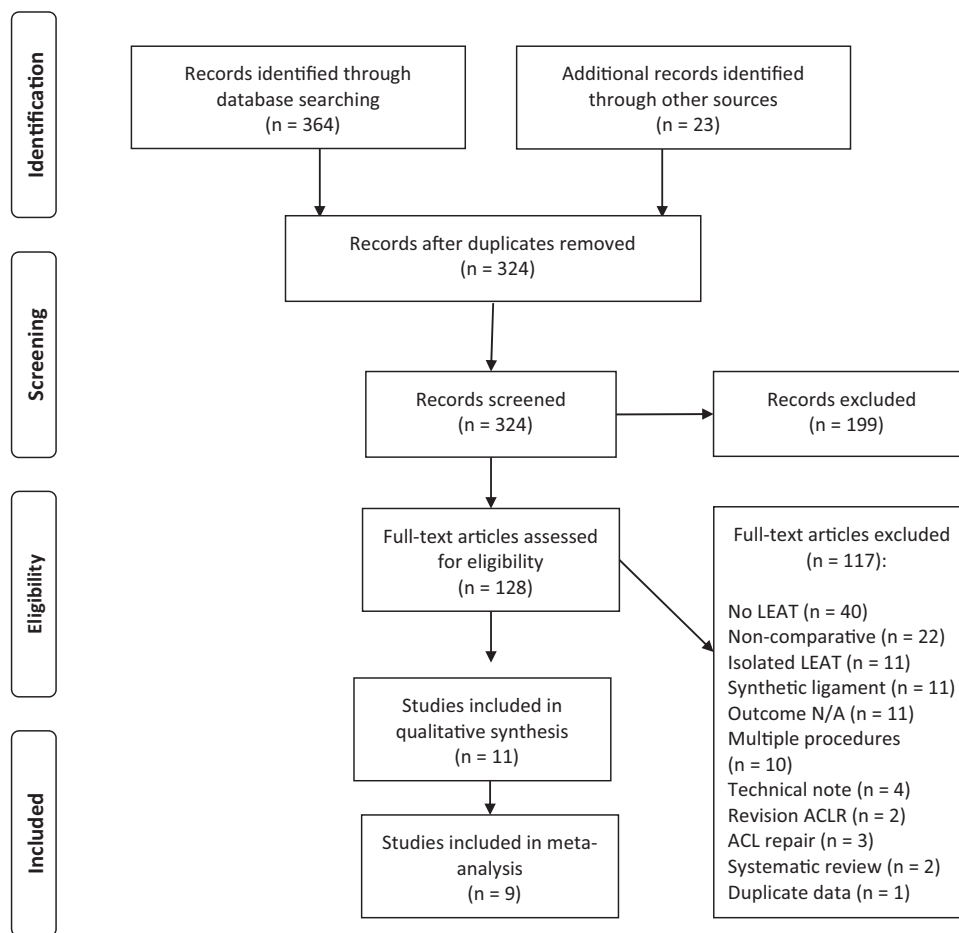 Identification
Records identified through
database searching
(n = 364)
Additional records identified
through other sources
(n = 23)
Records after duplicates removed
(n = 324)
Screening
Records screened
(n = 324)
Records excluded
(n = 199)
Eligibility
Full-text articles assessed
for eligibility
(n = 128)
Full-text articles excluded
(n = 117):
No LEAT (n = 40)
Non-comparative (n = 22)
Isolated LEAT (n = 11)
Synthetic ligament (n = 11)
Outcome N/A (n = 11)
Multiple procedures
(n = 10)
Technical note (n = 4)
Revision ACLR (n = 2)
ACL repair (n = 3)
Systematic review (n = 2)
Duplicate data (n = 1)
Studies included in
qualitative synthesis
(n = 11)
Included
Studies included in meta-
analysis
(n = 9)